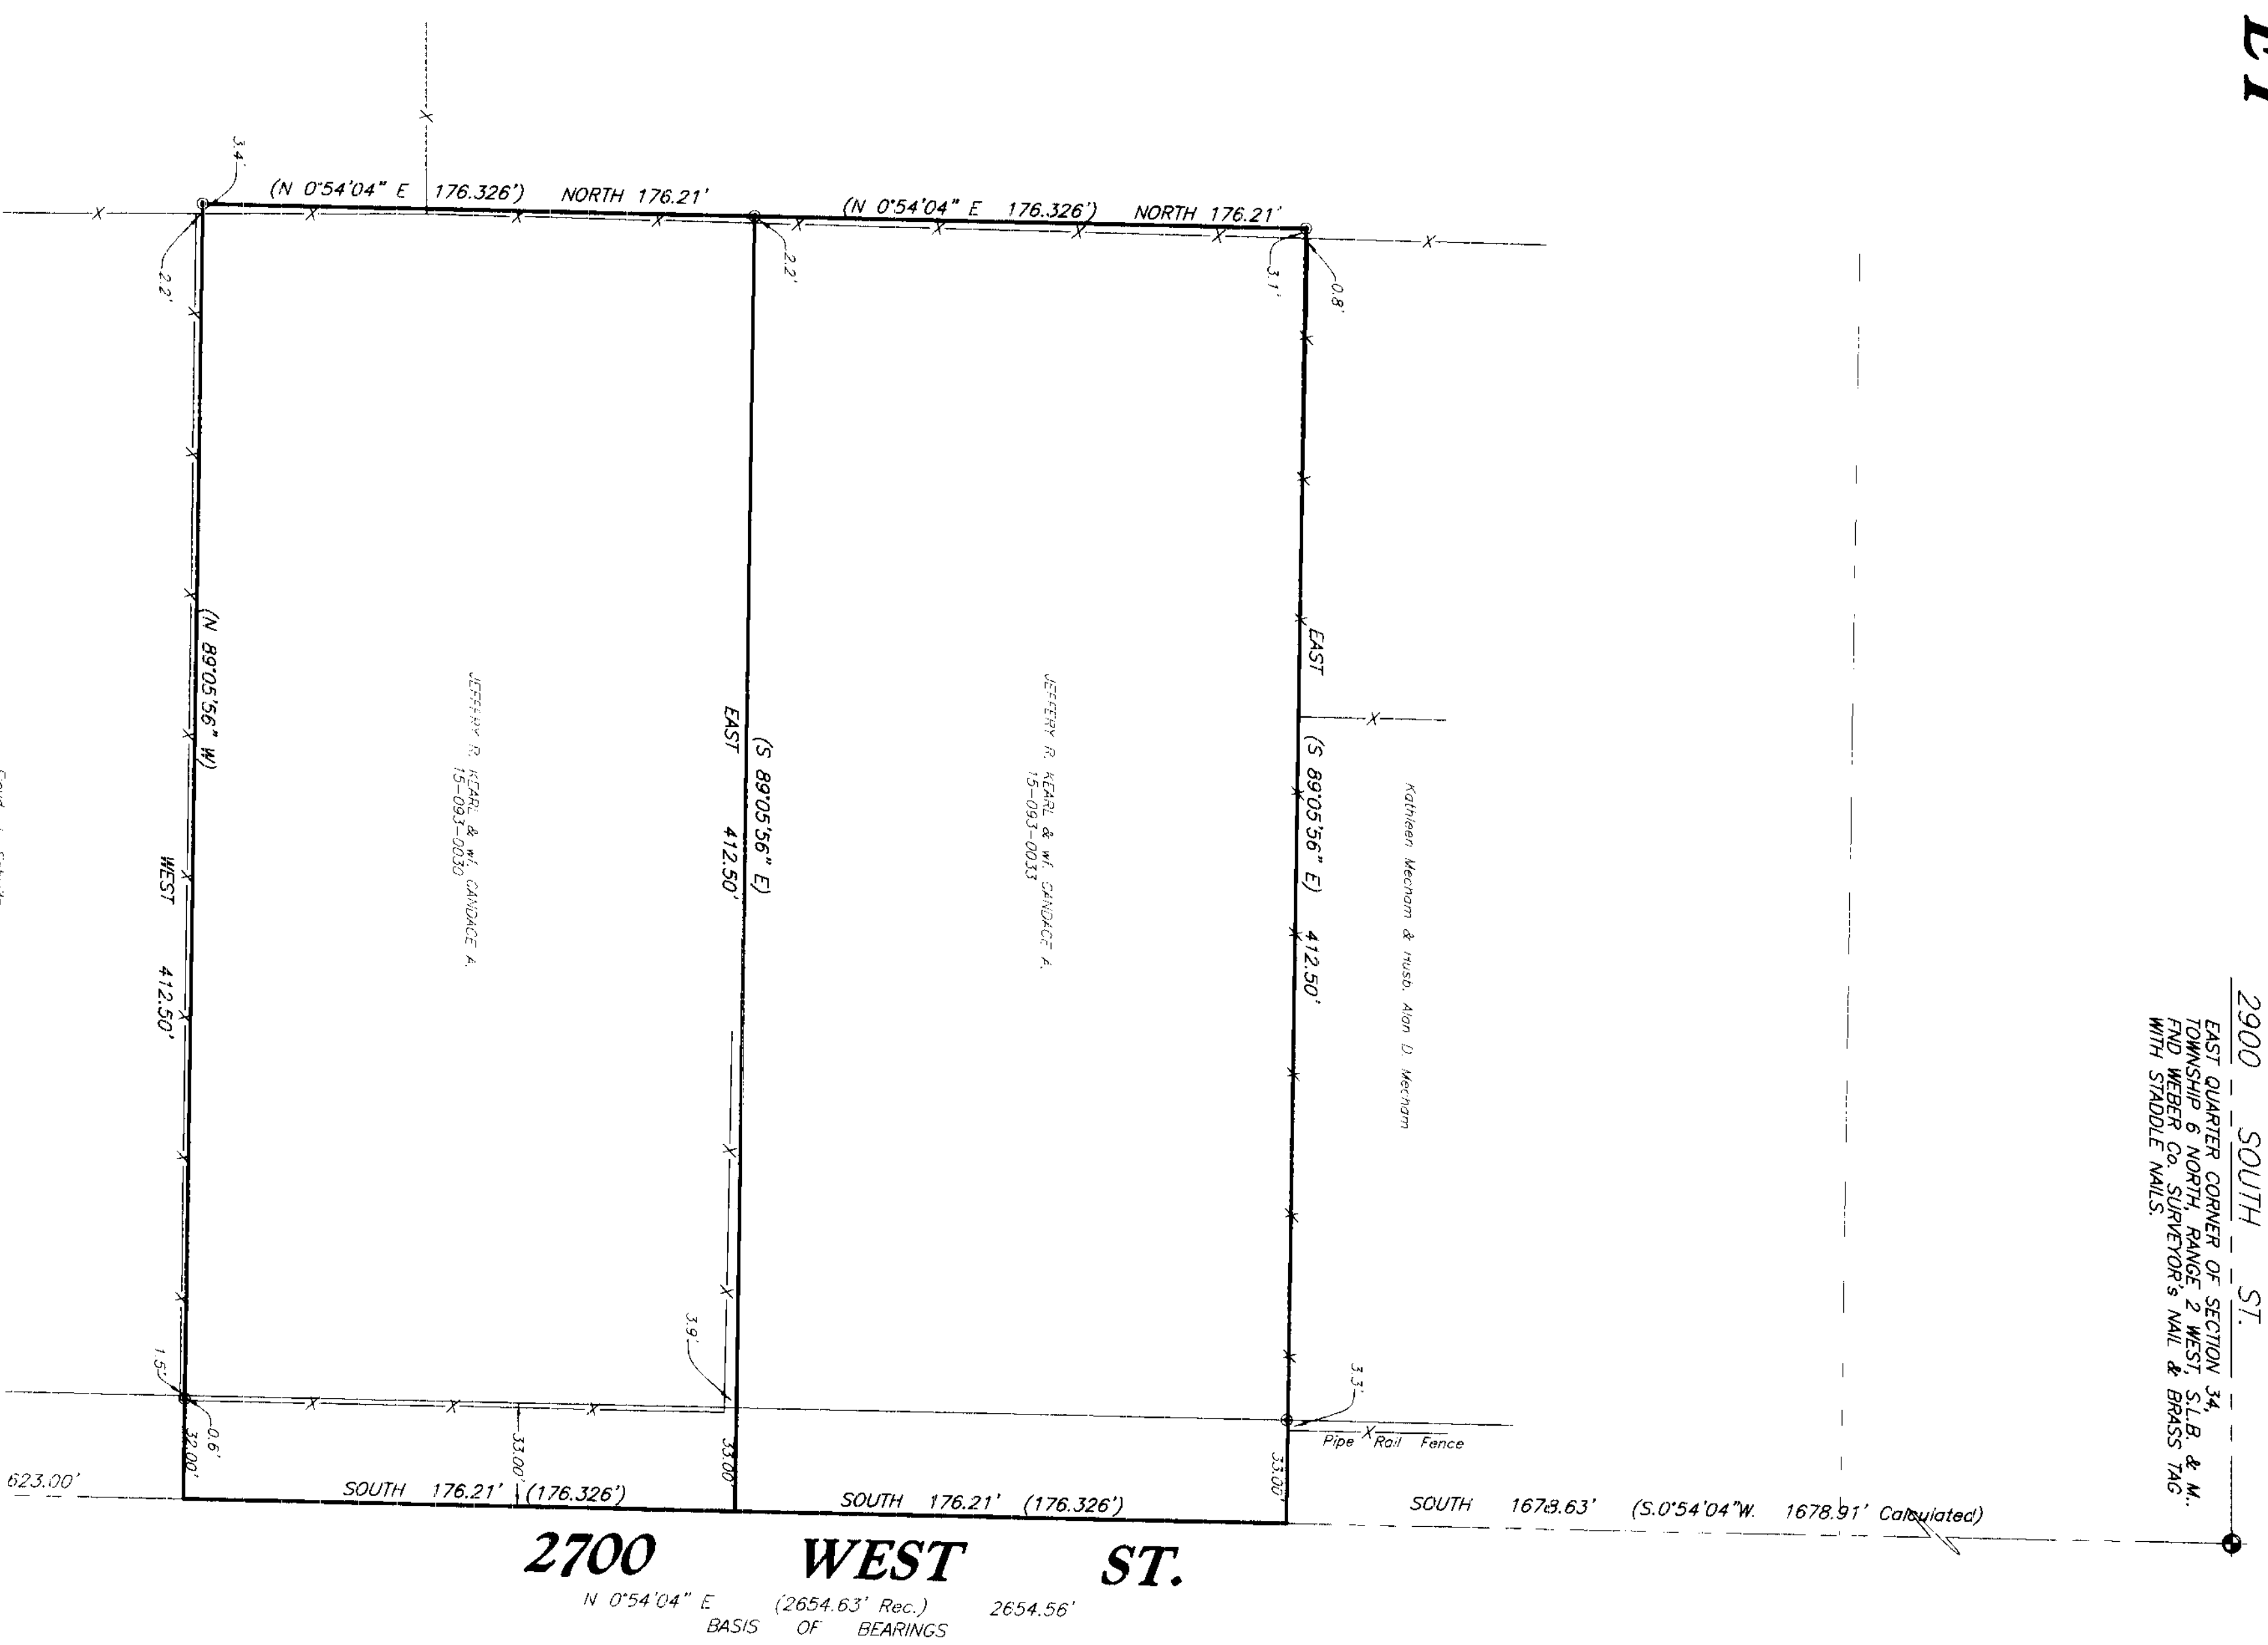 3.4'
(N 0°54'04" E 176.326') NORTH 176.21'
(N 0°54'04" E 176.326') NORTH 176.21'
2.2'
2.2'
3.1'
0.8'
(N 89°05'56" W)
WEST 412.50'
JEFFERY R. KEARL & wf. CANDACE A.
15-093-0030
(S 89°05'56" E)
EAST 412.50'
JEFFERY R. KEARL & wf. CANDACE A.
15-093-0033
EAST (S 89°05'56" E) 412.50'
Kathleen Mecham & Husb. Alan D. Mecham
2900 SOUTH ST.
EAST QUARTER CORNER OF SECTION 34,
TOWNSHIP 6 NORTH, RANGE 2 WEST, S.L.B. & M..
FND WEBER CO. SURVEYOR's NAIL & BRASS TAG
WITH STADDLE NAILS.
1.5'
0.6'
32.00'
3.9'
33.00'
33.00'
3.3'
Pipe Rail Fence
33.00'
623.00'
SOUTH 176.21' (176.326')
SOUTH 176.21' (176.326')
SOUTH 1678.63' (S.0°54'04"W. 1678.91' Calculated)
2700 WEST ST.
N 0°54'04" E (2654.63' Rec.) 2654.56'
BASIS OF BEARINGS